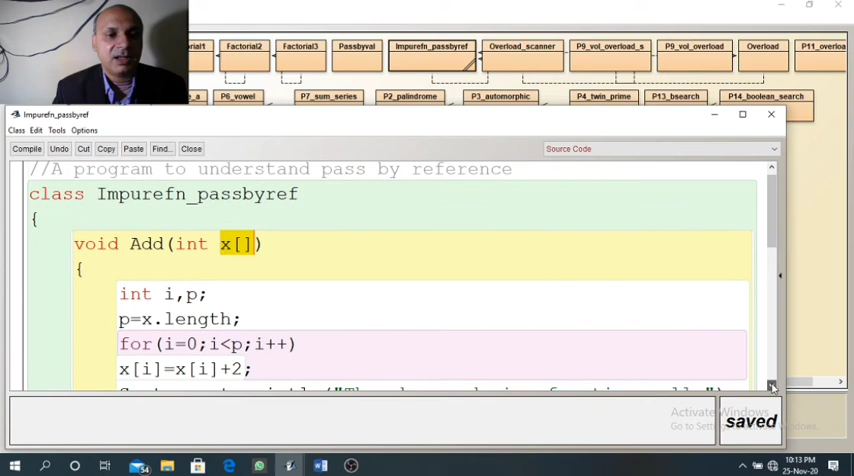 torial1 Factorial2 Factorial3 Passbyval Impurefn_passbyref Overload_scanner P9_vol_overload_s P9_vol_overload Overload P11_overloa
e_a P6_vowel P7_sum_series P2_palindrome P3_automorphic P4_twin_prime P13_bsearch P14_boolean_search
Impurefn_passbyref
Class Edit Tools Options
Compile Undo Cut Copy Paste Find... Close Source Code
//A program to understand pass by reference
class Impurefn_passbyref
{
void Add(int x[])
{
int i,p;
p=x.length;
for(i=0;i<p;i++)
x[i]=x[i]+2;
Activate Windows
Go to Settings to activate Windows.
saved
54
10:13 PM
25-Nov-20